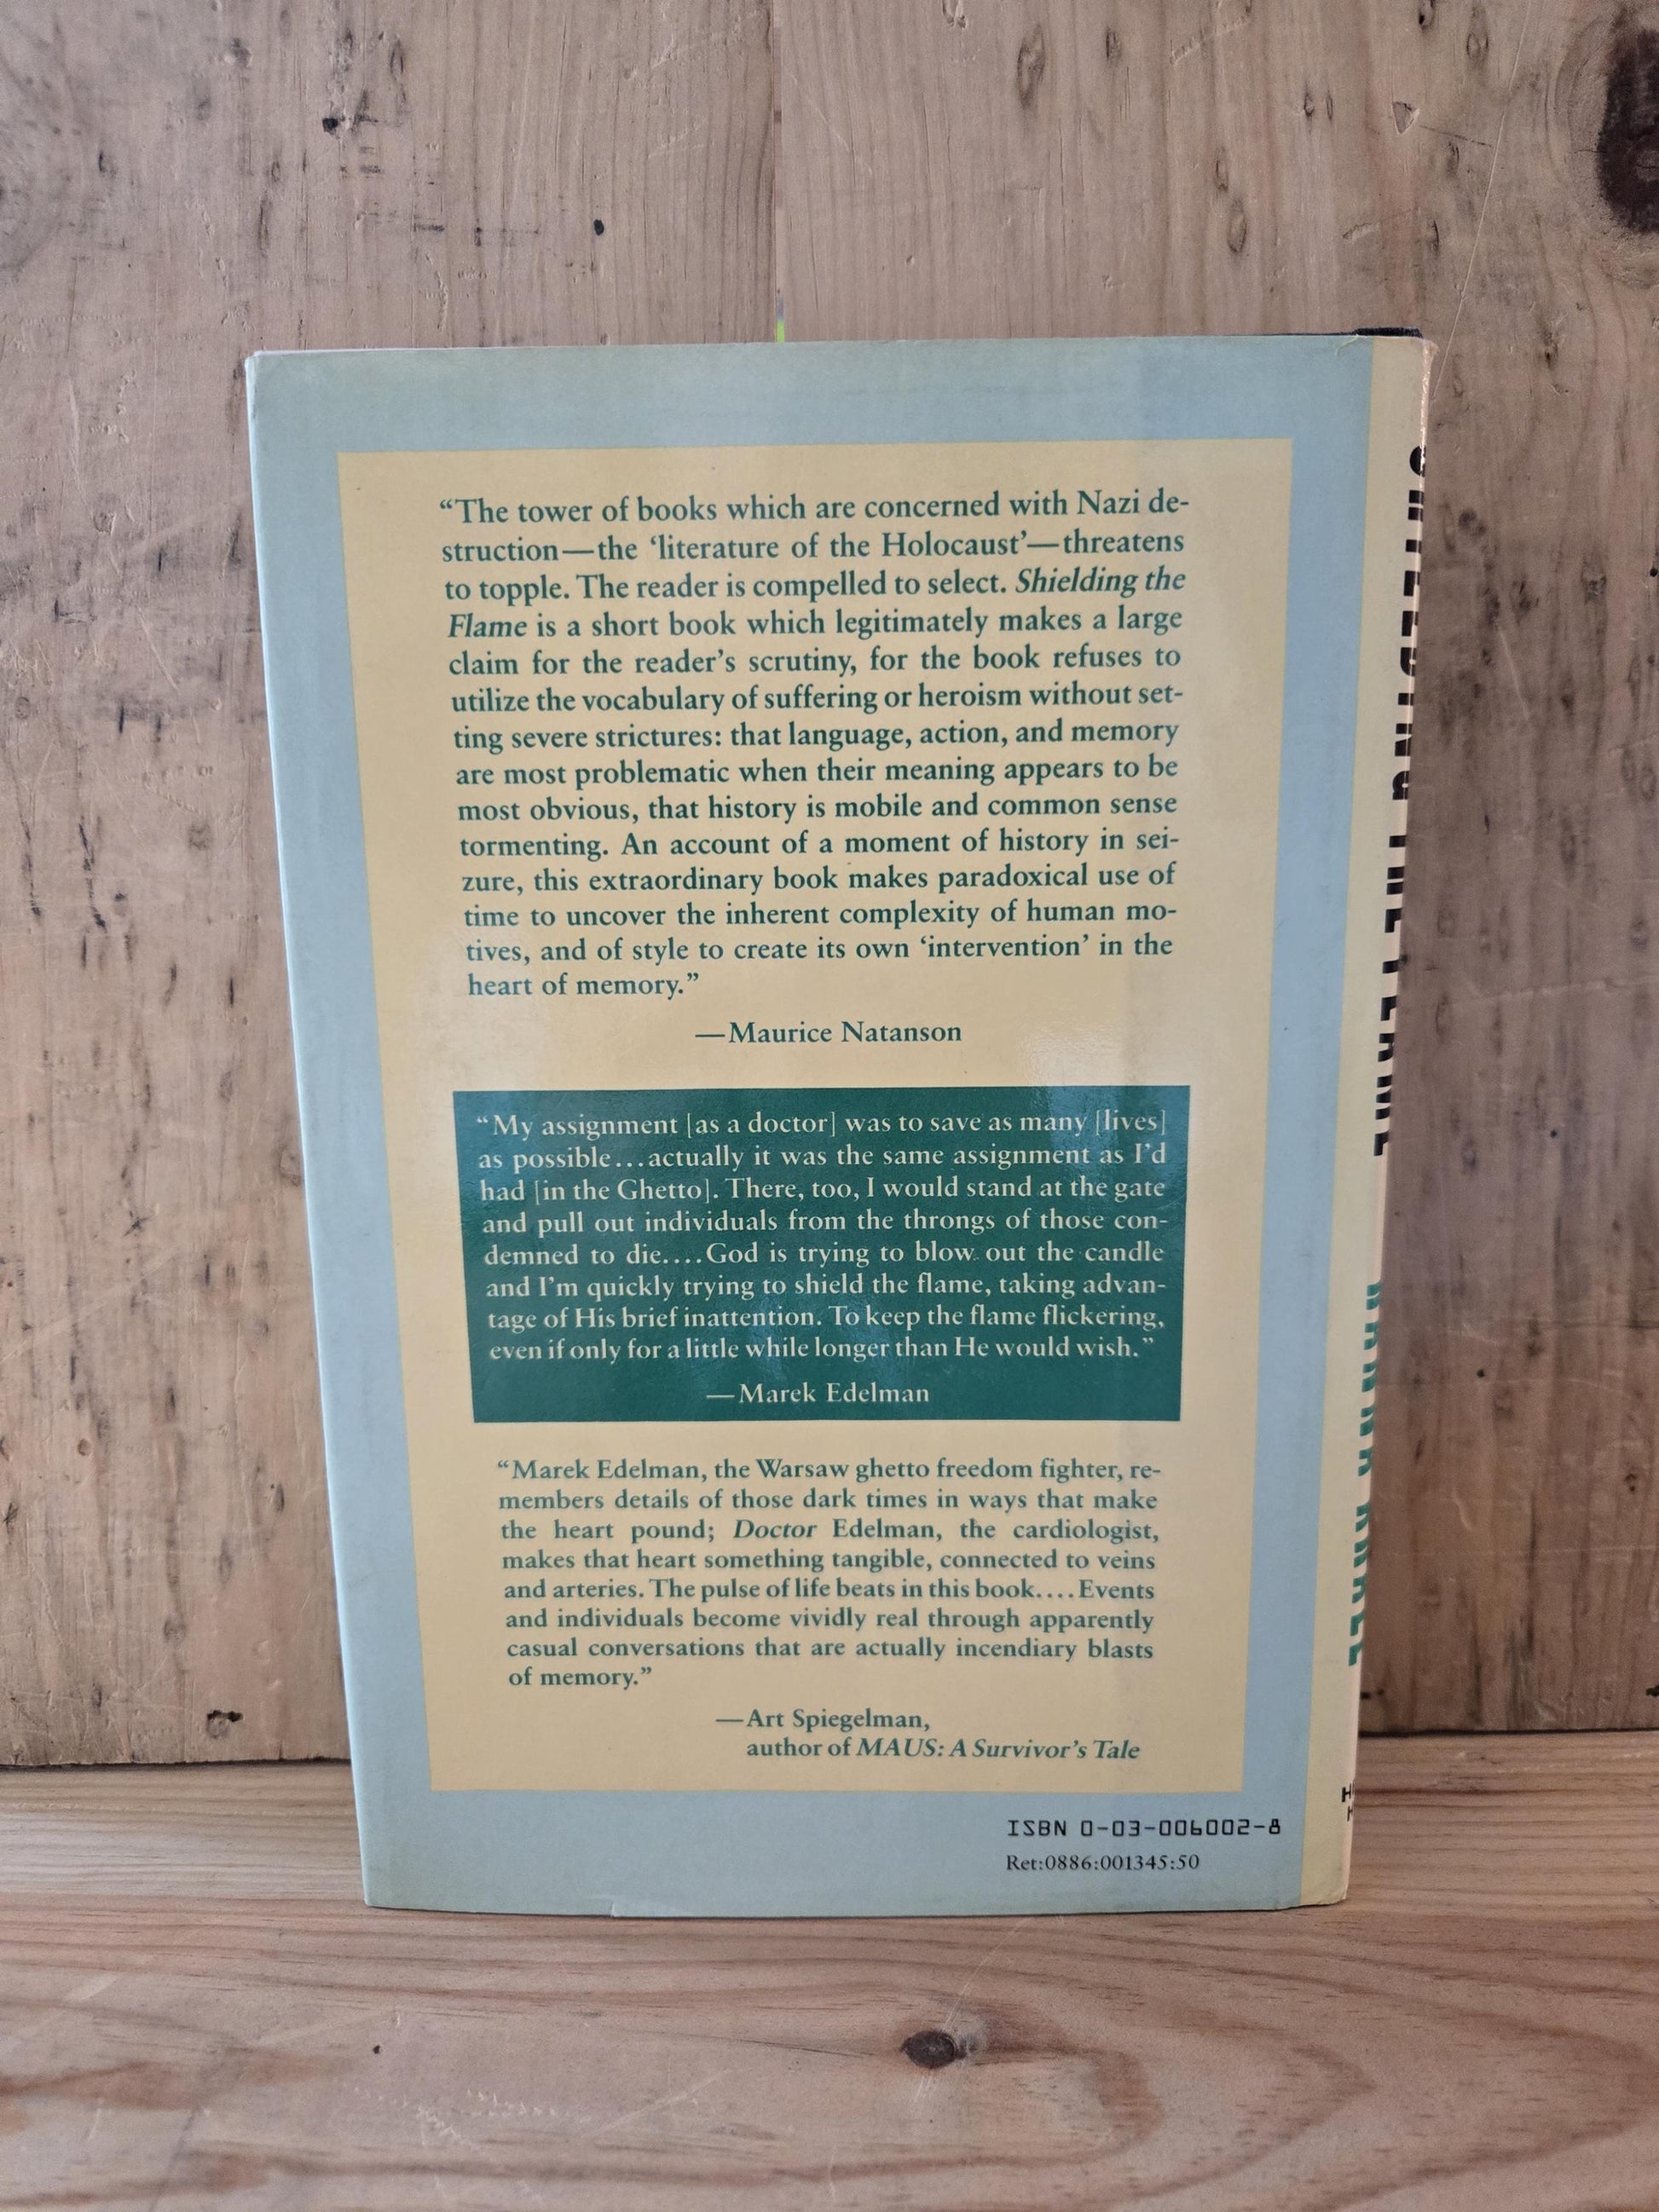 “The tower of books which are concerned with Nazi de-
struction—the ‘literature of the Holocaust’—threatens
to topple. The reader is compelled to select. Shielding the
Flame is a short book which legitimately makes a large
claim for the reader’s scrutiny, for the book refuses to
utilize the vocabulary of suffering or heroism without set-
ting severe strictures: that language, action, and memory
are most problematic when their meaning appears to be
most obvious, that history is mobile and common sense
tormenting. An account of a moment of history in sei-
zure, this extraordinary book makes paradoxical use of
time to uncover the inherent complexity of human mo-
tives, and of style to create its own ‘intervention’ in the
heart of memory.”
—Maurice Natanson
“My assignment [as a doctor] was to save as many [lives]
as possible...actually it was the same assignment as I’d
had [in the Ghetto]. There, too, I would stand at the gate
and pull out individuals from the throngs of those con-
demned to die....God is trying to blow out the candle
and I’m quickly trying to shield the flame, taking advan-
tage of His brief inattention. To keep the flame flickering,
even if only for a little while longer than He would wish.”
—Marek Edelman
“Marek Edelman, the Warsaw ghetto freedom fighter, re-
members details of those dark times in ways that make
the heart pound; Doctor Edelman, the cardiologist,
makes that heart something tangible, connected to veins
and arteries. The pulse of life beats in this book....Events
and individuals become vividly real through apparently
casual conversations that are actually incendiary blasts
of memory.”
—Art Spiegelman,
author of MAUS: A Survivor’s Tale
ISBN 0-03-006002-8
Ret:0886:001345:50
SHIELDING THE FLAME